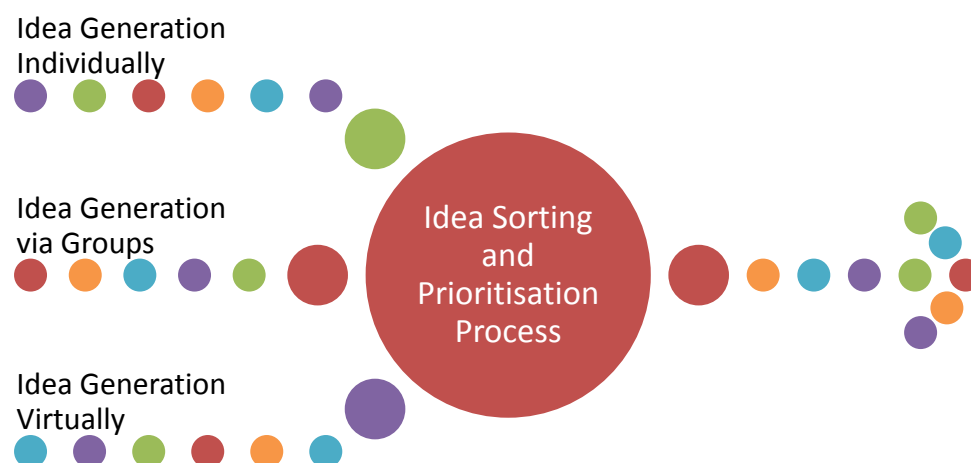 Idea Generation
Individually
Idea Generation
via Groups
Idea Sorting
and
Prioritisation
Process
Idea Generation
Virtually